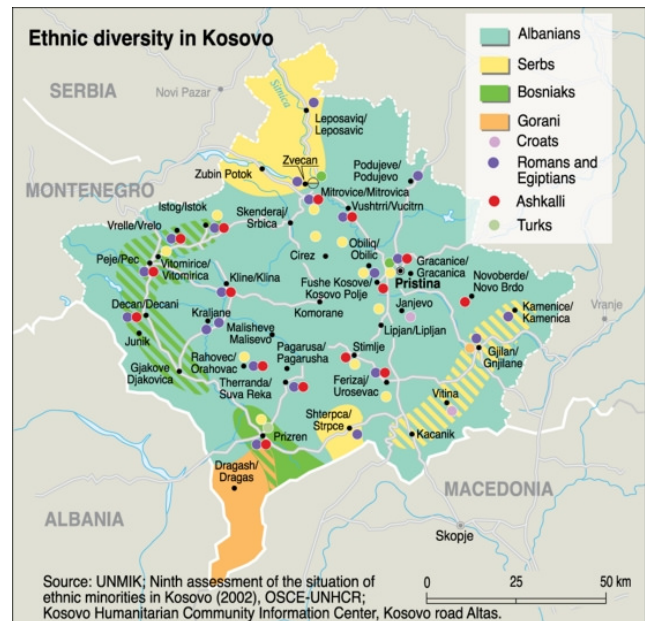 Ethnic diversity in Kosovo
Albanians
Serbs
Bosniaks
Gorani
Croats
Romans and
Egiptians
Ashkalli
Turks
SERBIA
Novi Pazar
Sitnica
Leposaviq/
Leposavic
Zvecan
Zubin Potok
Podujeve/
Podujevo
MONTENEGRO
Mitrovice/Mitrovica
Istog/Istok
Vushtrri/Vucitrn
Vrelle/Vrelo
Skenderaj/
Srbica
Obiliq/
Obilic
Cirez
Gracanice/
Gracanica
Peje/Pec
Vitomirice/
Vitomirica
Pristina
Novoberde/
Novo Brdo
Kline/Klina
Fushe Kosove/
Kosovo Polje
Kamenice/
Kamenica
Vranje
Decan/Decani
Kraljane
Komorane
Janjevo
Malisheve
Malisevo
Lipjan/Lipljan
Junik
Pagarusa/
Pagarusha
Stimlje
Gjilan/
Gnjilane
Gjakove
Djakovica
Rahovec/
Orahovac
Therranda/
Suva Reka
Ferizaj/
Urosevac
Vitina
Shterpca/
Strpce
Prizren
Kacanik
Dragash/
Dragas
MACEDONIA
ALBANIA
Skopje
Source: UNMIK; Ninth assessment of the situation of
ethnic minorities in Kosovo (2002), OSCE-UNHCR;
Kosovo Humanitarian Community Information Center, Kosovo road Altas.
0 25 50 km